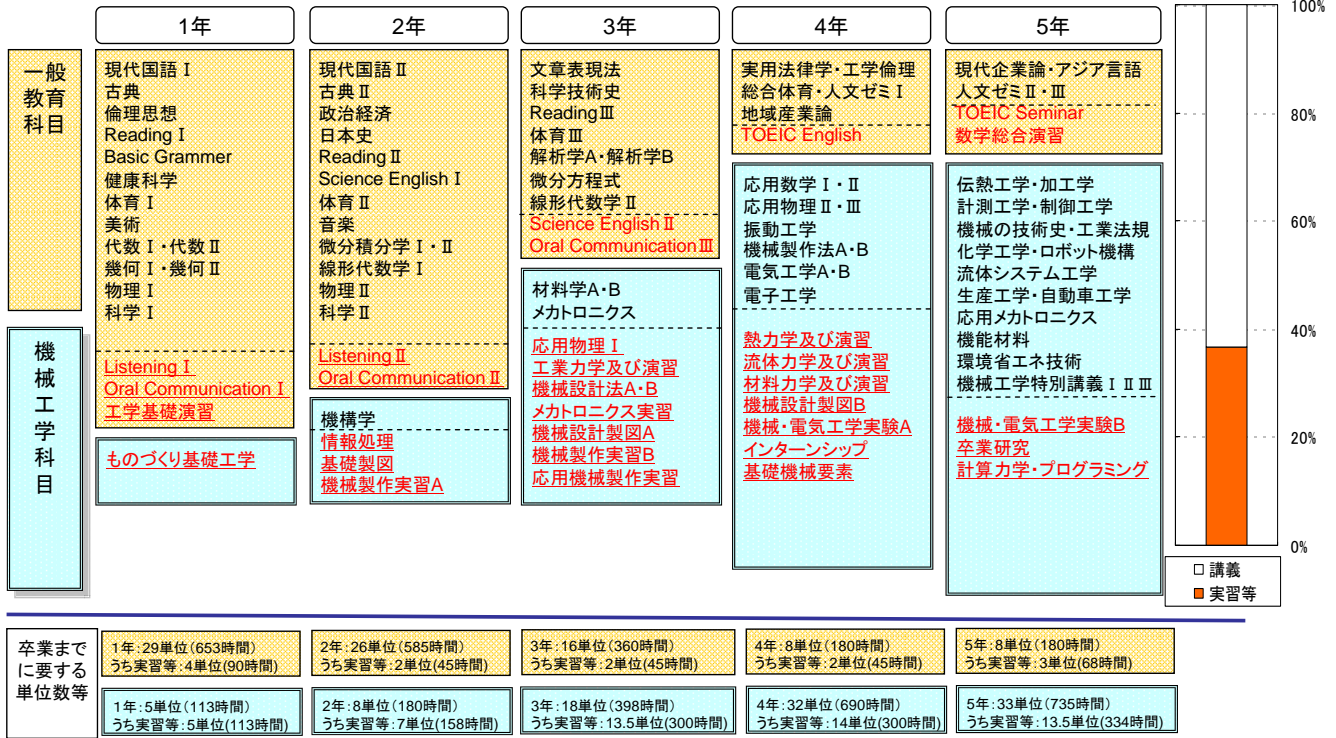 1年
2年
3年
4年
5年
一般
教育
科目
現代国語Ⅰ
古典
倫理思想
ReadingⅠ
Basic Grammer
健康科学
体育Ⅰ
美術
代数Ⅰ・代数Ⅱ
幾何Ⅰ・幾何Ⅱ
物理Ⅰ
科学Ⅰ
ListeningⅠ
Oral CommunicationⅠ
工学基礎演習
現代国語Ⅱ
古典Ⅱ
政治経済
日本史
ReadingⅡ
Science EnglishⅠ
体育Ⅱ
音楽
微分積分学Ⅰ・Ⅱ
線形代数学Ⅰ
物理Ⅱ
科学Ⅱ
ListeningⅡ
Oral CommunicationⅡ
文章表現法
科学技術史
ReadingⅢ
体育Ⅲ
解析学A・解析学B
微分方程式
線形代数学Ⅱ
Science EnglishⅡ
Oral CommunicationⅢ
実用法律学・工学倫理
総合体育・人文ゼミⅠ
地域産業論
TOEIC English
現代企業論・アジア言語
人文ゼミⅡ・Ⅲ
TOEIC Seminar
数学総合演習
機械工学科目
ものづくり基礎工学
機構学
情報処理
基礎製図
機械製作実習A
材料学A・B
メカトロニクス
応用物理Ⅰ
工業力学及び演習
機械設計法A・B
メカトロニクス実習
機械設計製図A
機械製作実習B
応用機械製作実習
応用数学Ⅰ・Ⅱ
応用物理Ⅱ・Ⅲ
振動工学
機械製作法A・B
電気工学A・B
電子工学
熱力学及び演習
流体力学及び演習
材料力学及び演習
機械設計製図B
機械・電気工学実験A
インターンシップ
基礎機械要素
伝熱工学・加工学
計測工学・制御工学
機械の技術史・工業法規
化学工学・ロボット機構
流体システム工学
生産工学・自動車工学
応用メカトロニクス
機能材料
環境省エネ技術
機械工学特別講義ⅠⅡⅢ
機械・電気工学実験B
卒業研究
計算力学・プログラミング
100%
80%
60%
40%
20%
0%
講義
実習等
卒業まで
に要する
単位数等
1年:29単位(653時間)
うち実習等:4単位(90時間)
2年:26単位(585時間)
うち実習等:2単位(45時間)
3年:16単位(360時間)
うち実習等:2単位(45時間)
4年:8単位(180時間)
うち実習等:2単位(45時間)
5年:8単位(180時間)
うち実習等:3単位(68時間)
1年:5単位(113時間)
うち実習等:5単位(113時間)
2年:8単位(180時間)
うち実習等:7単位(158時間)
3年:18単位(398時間)
うち実習等:13.5単位(300時間)
4年:32単位(690時間)
うち実習等:14単位(300時間)
5年:33単位(735時間)
うち実習等:13.5単位(334時間)